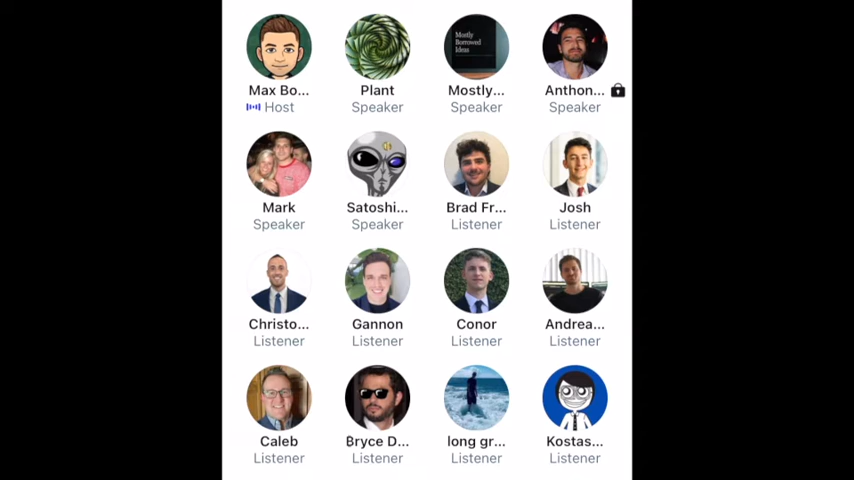 Mostly
Borrowed
Ideas
Max Bo... Plant Mostly... Anthon...
Host Speaker Speaker Speaker
Mark Satoshi... Brad Fr... Josh
Speaker Speaker Listener Listener
Christo... Gannon Conor Andrea...
Listener Listener Listener Listener
Caleb Bryce D... long gr... Kostas...
Listener Listener Listener Listener